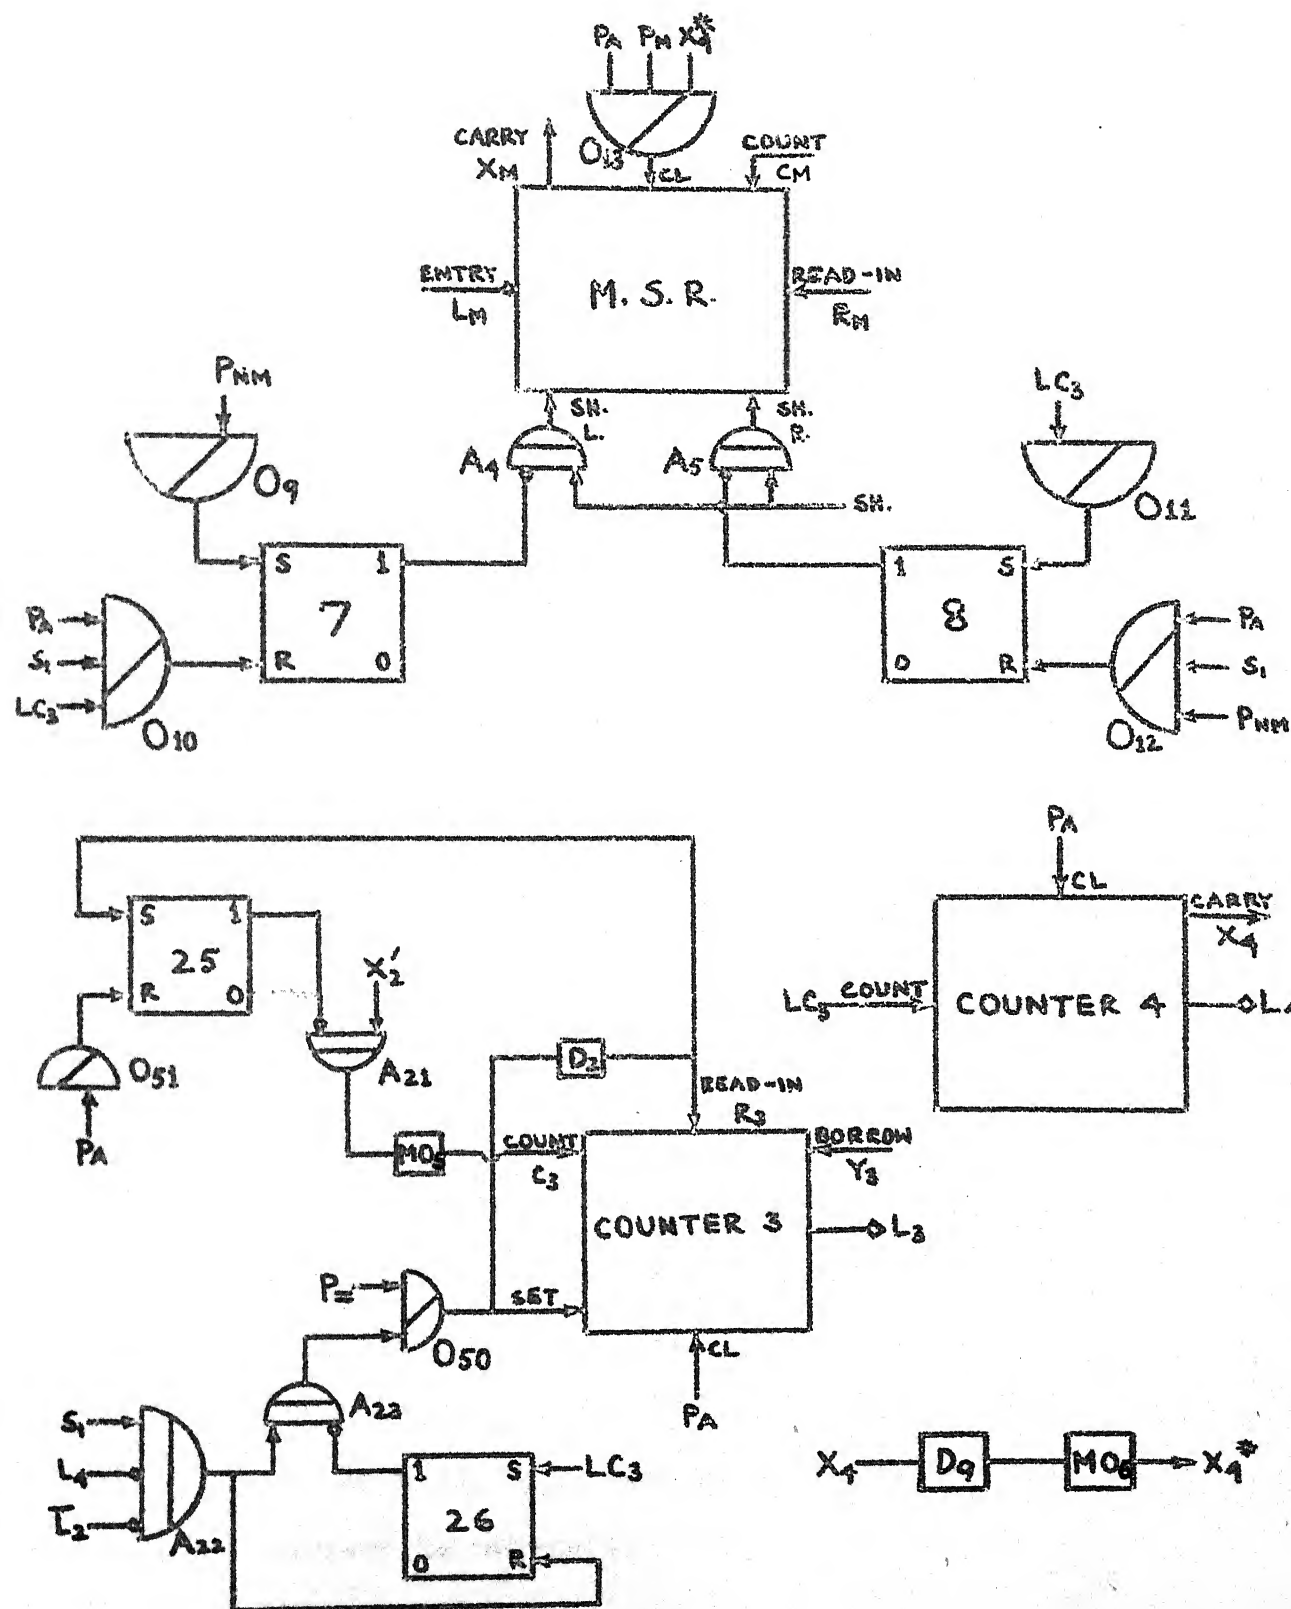 PA PM X4*
CARRY
XM
O13
CL
COUNT
CM
ENTRY
LM
M. S. R.
READ-IN
RM
PNM
O9
SH.
L.
A4
SH.
R.
A5
SH.
LC3
O11
S 1
7
R 0
PA
S1
LC3
O10
1 S
8
0 R
PA
S1
PNM
O12
S 1
25
R 0
O51
PA
X2'
A21
MO5
D2
READ-IN
R3
COUNT
C3
BORROW
Y3
COUNTER 3
L3
SET
CL
PA
PA
CL
CARRY
X4
LC3
COUNT
COUNTER 4
P=
O50
A23
S1
L4
L2
A22
1 S
26
0 R
LC3
X4
D9
MO6
X4*